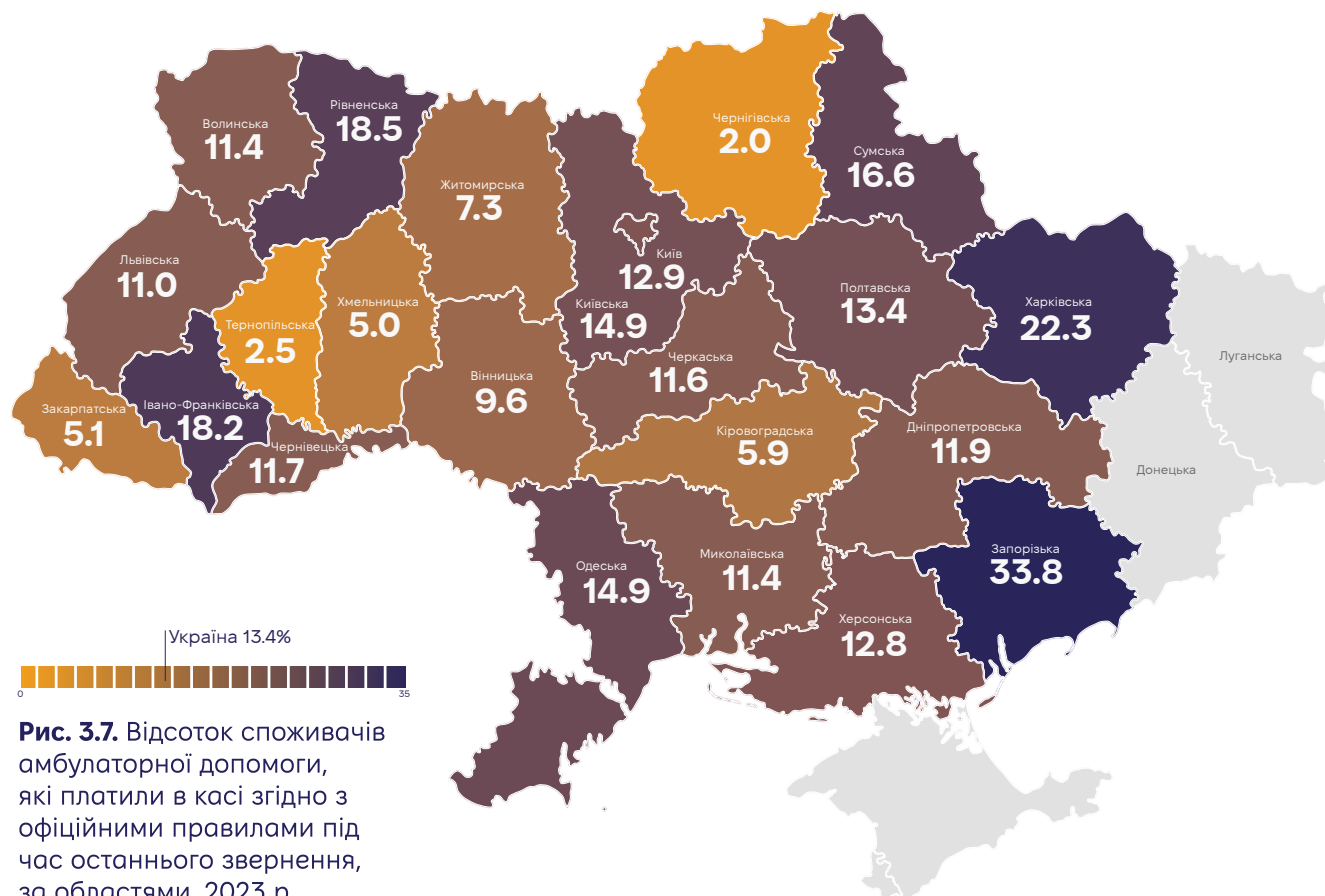 Рівненська
18.5
Волинська
11.4
Чернігівська
2.0
Сумська
16.6
Житомирська
7.3
Львівська
11.0
Київ
12.9
Київська
14.9
Полтавська
13.4
Харківська
22.3
Луганська
Хмельницька
5.0
Тернопільська
2.5
Черкаська
11.6
Вінницька
9.6
Закарпатська
5.1
Івано-Франківська
18.2
Чернівецька
11.7
Кіровоградська
5.9
Дніпропетровська
11.9
Донецька
Запорізька
33.8
Миколаївська
11.4
Одеська
14.9
Херсонська
12.8
Україна 13.4%
0
35
Рис. 3.7. Відсоток споживачів
амбулаторної допомоги,
які платили в касі згідно з
офіційними правилами під
час останнього звернення,
за областями, 2023 р.